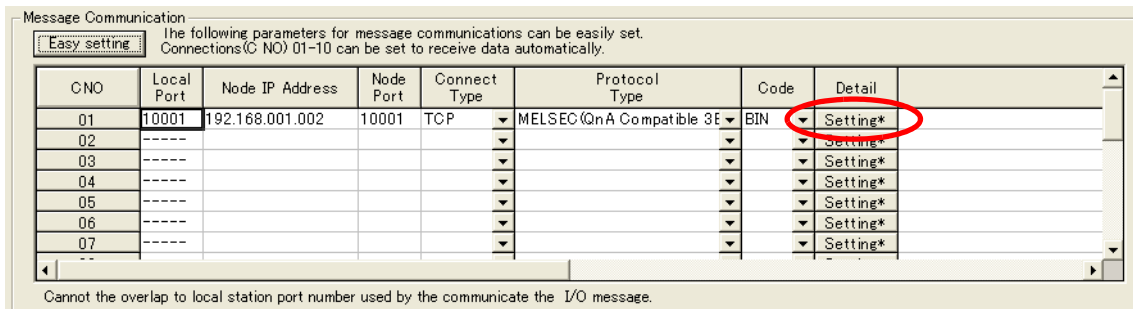 Message Communication
Easy setting
The following parameters for message communications can be easily set.
Connections(C NO) 01-10 can be set to receive data automatically.
C NO Local Port Node IP Address Node Port Connect Type Protocol Type Code Detail
01 10001 192.168.001.002 10001 TCP MELSEC(QnA Compatible 3E BIN Setting*
02 ----- Setting*
03 ----- Setting*
04 ----- Setting*
05 ----- Setting*
06 ----- Setting*
07 ----- Setting*
Cannot the overlap to local station port number used by the communicate the I/O message.